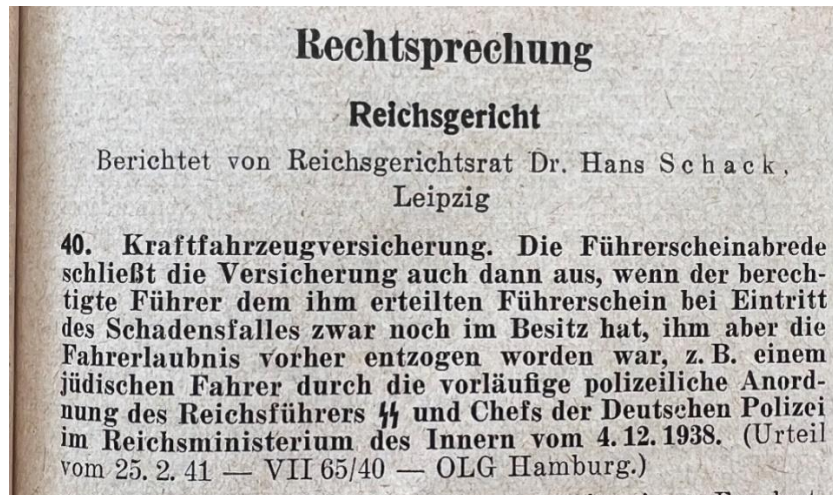 Rechtsprechung
Reichsgericht
Berichtet von Reichsgerichtsrat Dr. Hans Schack,
Leipzig
40. Kraftfahrzeugversicherung. Die Führerscheinabrede
schließt die Versicherung auch dann aus, wenn der berech-
tigte Führer dem ihm erteilten Führerschein bei Eintritt
des Schadensfalles zwar noch im Besitz hat, ihm aber die
Fahrerlaubnis vorher entzogen worden war, z. B. einem
jüdischen Fahrer durch die vorläufige polizeiliche Anord-
nung des Reichsführers ᛋᛋ und Chefs der Deutschen Polizei
im Reichsministerium des Innern vom 4. 12. 1938. (Urteil
vom 25. 2. 41 — VII 65/40 — OLG Hamburg.)